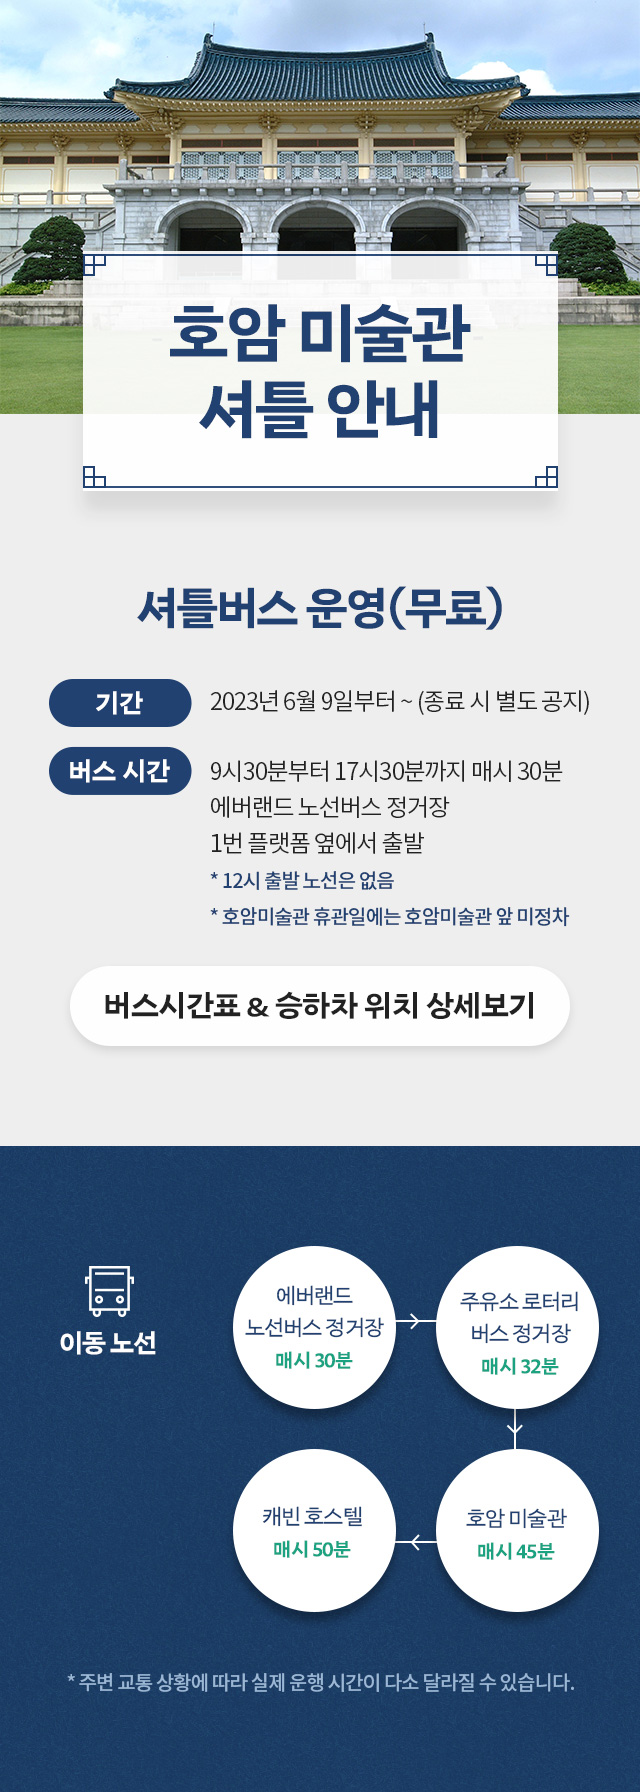 호암 미술관
셔틀 안내
셔틀버스 운영(무료)
기간
2023년 6월 9일부터 ~ (종료 시 별도 공지)
버스 시간
9시30분부터 17시30분까지 매시 30분
에버랜드 노선버스 정거장
1번 플랫폼 옆에서 출발
* 12시 출발 노선은 없음
* 호암미술관 휴관일에는 호암미술관 앞 미정차
버스시간표 & 승하차 위치 상세보기
이동 노선
에버랜드
노선버스 정거장
매시 30분
주유소 로터리
버스 정거장
매시 32분
호암 미술관
매시 45분
캐빈 호스텔
매시 50분
* 주변 교통 상황에 따라 실제 운행 시간이 다소 달라질 수 있습니다.